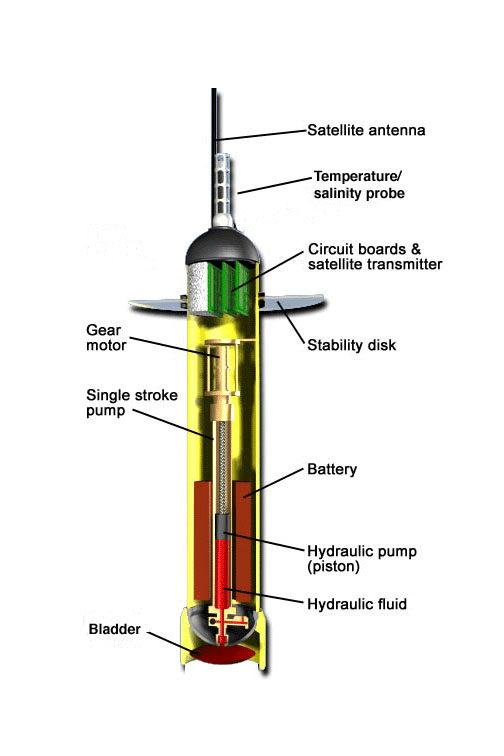 Satellite antenna
Temperature/
salinity probe
Circuit boards &
satellite transmitter
Stability disk
Gear
motor
Single stroke
pump
Battery
Hydraulic pump
(piston)
Hydraulic fluid
Bladder